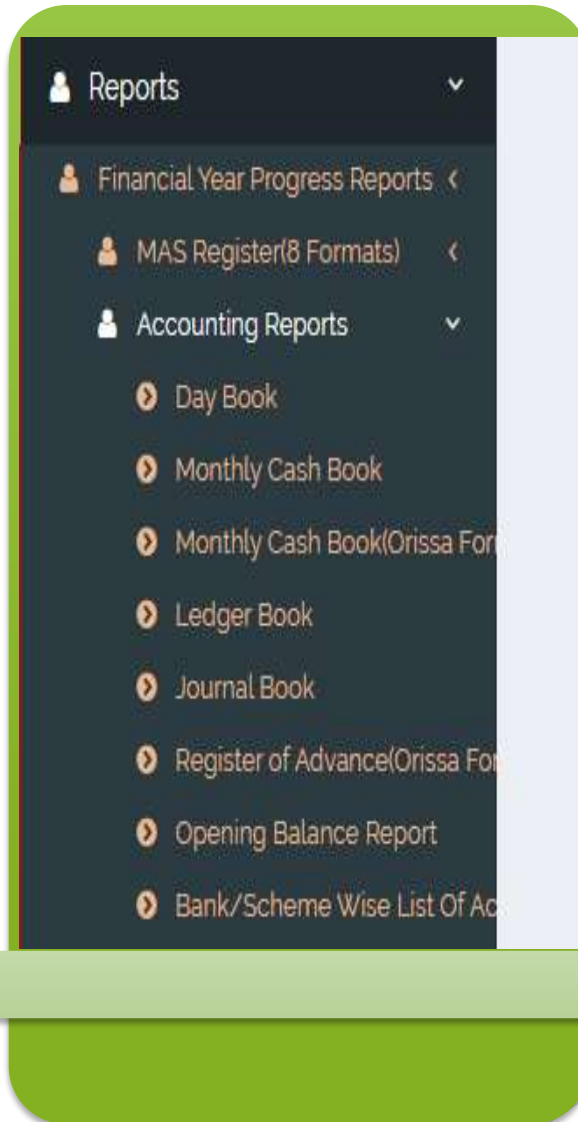 Reports
Financial Year Progress Reports
MAS Register(8 Formats)
Accounting Reports
Day Book
Monthly Cash Book
Monthly Cash Book(Orissa For
Ledger Book
Journal Book
Register of Advance(Orissa For
Opening Balance Report
Bank/Scheme Wise List Of Ac